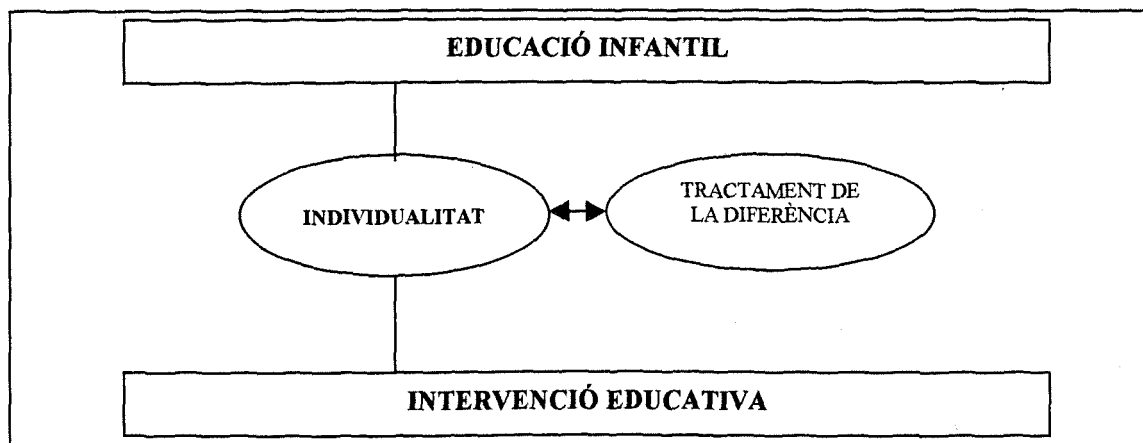 EDUCACIÓ INFANTIL
INDIVIDUALITAT
TRACTAMENT DE
LA DIFERÈNCIA
INTERVENCIÓ EDUCATIVA